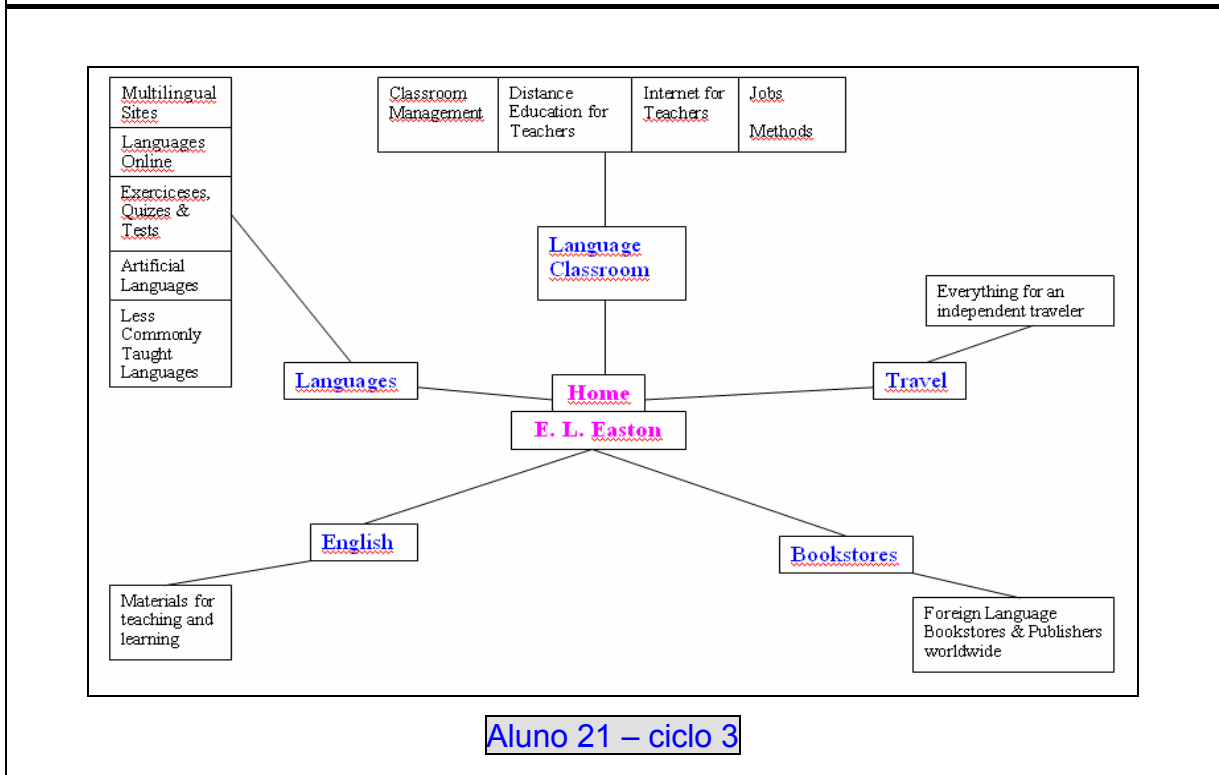 Multilingual
Sites
Languages
Online
Exerciceses,
Quizes &
Tests
Artificial
Languages
Less
Commonly
Taught
Languages
Classroom
Management
Distance
Education for
Teachers
Internet for
Teachers
Jobs
Methods
Language
Classroom
Everything for an
independent traveler
Languages
Travel
Home
E. L. Easton
English
Bookstores
Materials for
teaching and
learning
Foreign Language
Bookstores & Publishers
worldwide
Aluno 21 – ciclo 3